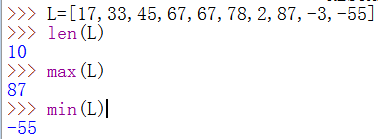 >>> L=[17,33,45,67,67,78,2,87,-3,-55]
>>> len(L)
10
>>> max(L)
87
>>> min(L)
-55